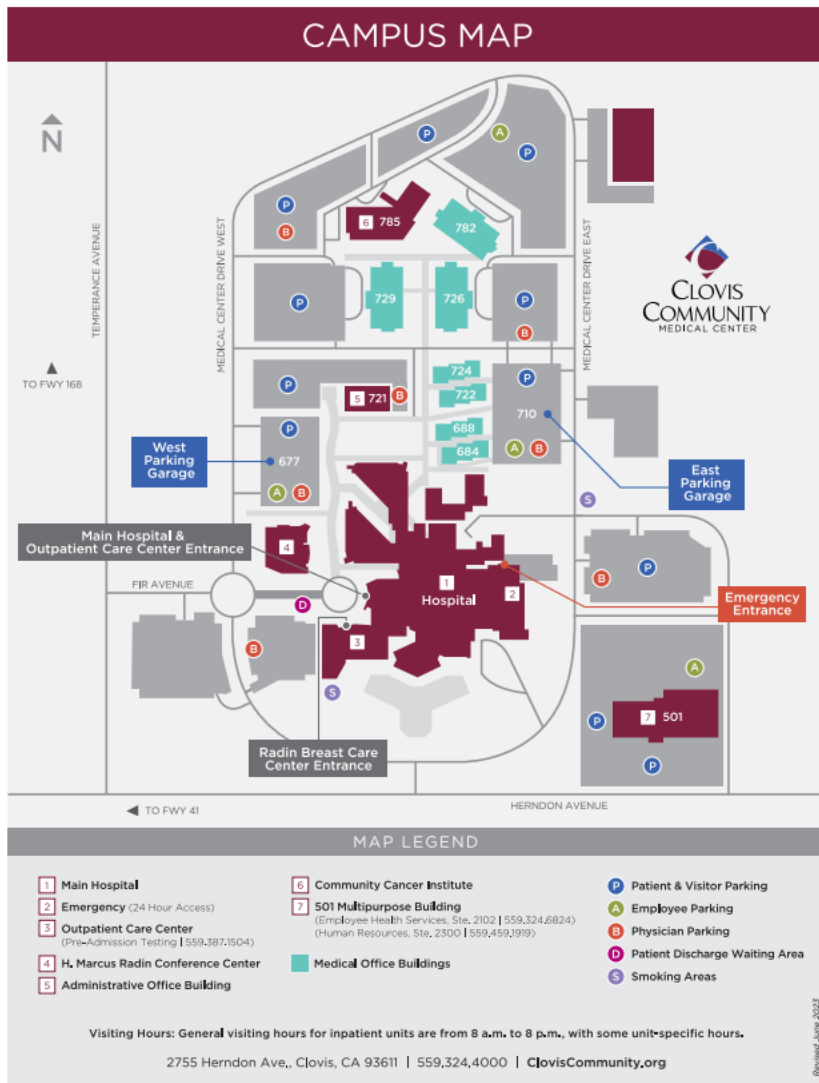 CAMPUS MAP
N
TEMPERANCE AVENUE
MEDICAL CENTER DRIVE WEST
MEDICAL CENTER DRIVE EAST
TO FWY 168
P
A
P
P
B
6 785
782
CLOVIS
COMMUNITY
MEDICAL CENTER
P
729
726
P
B
P
5 721
B
724
722
P
710
688
684
A B
P
677
A B
West
Parking
Garage
East
Parking
Garage
S
Main Hospital &
Outpatient Care Center Entrance
4
FIR AVENUE
D
1
Hospital
2
B
P
Emergency
Entrance
B
3
S
A
P
7 501
P
Radin Breast Care
Center Entrance
TO FWY 41
HERNDON AVENUE
MAP LEGEND
1 Main Hospital
2 Emergency (24 Hour Access)
3 Outpatient Care Center
(Pre-Admission Testing | 559.387.1504)
4 H. Marcus Radin Conference Center
5 Administrative Office Building
6 Community Cancer Institute
7 501 Multipurpose Building
(Employee Health Services, Ste. 2102 | 559.324.6824)
(Human Resources, Ste. 2300 | 559.459.1919)
Medical Office Buildings
P Patient & Visitor Parking
A Employee Parking
B Physician Parking
D Patient Discharge Waiting Area
S Smoking Areas
Visiting Hours: General visiting hours for inpatient units are from 8 a.m. to 8 p.m., with some unit-specific hours.
2755 Herndon Ave., Clovis, CA 93611 | 559.324.4000 | ClovisCommunity.org
Revised June 2023